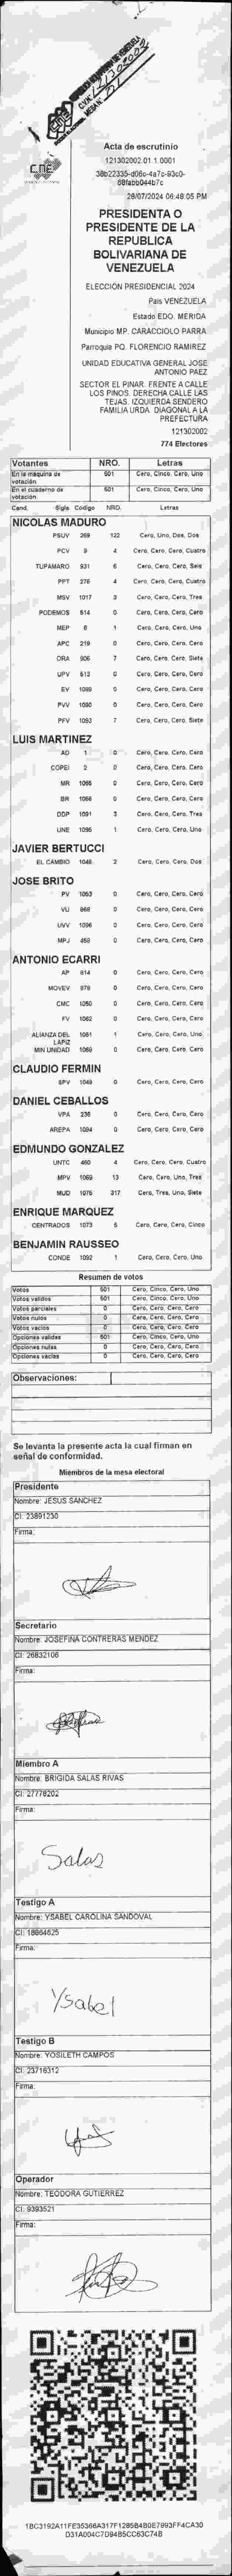 CNE
Acta de escrutinio
121302002.01.1.0001
28/07/2024 06:48:05 PM
PRESIDENTA O
PRESIDENTE DE LA
REPUBLICA
BOLIVARIANA DE
VENEZUELA
ELECCIÓN PRESIDENCIAL 2024
País VENEZUELA
Estado EDO. MERIDA
Municipio MP. CARACCIOLO PARRA
Parroquia PQ. FLORENCIO RAMIREZ
UNIDAD EDUCATIVA GENERAL JOSE
ANTONIO PAEZ
SECTOR EL PINAR. FRENTE A CALLE
LOS PINOS. DERECHA CALLE LAS
TEJAS. IZQUIERDA SENDERO
FAMILIA URDA. DIAGONAL A LA
PREFECTURA
121302002
774 Electores
Votantes NRO. Letras
En la máquina de votación 501 Cero, Cinco, Cero, Uno
En el cuaderno de votación 501 Cero, Cinco, Cero, Uno
Cand. Sigla Codigo NRO. Letras
NICOLAS MADURO
PSUV 269 122 Cero, Uno, Dos, Dos
PCV 9 4 Cero, Cero, Cero, Cuatro
TUPAMARO 931 6 Cero, Cero, Cero, Seis
PPT 276 4 Cero, Cero, Cero, Cuatro
MSV 1017 3 Cero, Cero, Cero, Tres
PODEMOS 514 0 Cero, Cero, Cero, Cero
MEP 6 1 Cero, Cero, Cero, Uno
APC 219 0 Cero, Cero, Cero, Cero
ORA 906 7 Cero, Cero, Cero, Siete
UPV 512 0 Cero, Cero, Cero, Cero
EV 1089 0 Cero, Cero, Cero, Cero
PVV 1090 0 Cero, Cero, Cero, Cero
PFV 1093 7 Cero, Cero, Cero, Siete
LUIS MARTINEZ
AD 1 0 Cero, Cero, Cero, Cero
COPEI 2 0 Cero, Cero, Cero, Cero
MR 1065 0 Cero, Cero, Cero, Cero
BR 1066 0 Cero, Cero, Cero, Cero
DDP 1091 3 Cero, Cero, Cero, Tres
UNE 1095 1 Cero, Cero, Cero, Uno
JAVIER BERTUCCI
EL CAMBIO 1048 2 Cero, Cero, Cero, Dos
JOSE BRITO
PV 1053 0 Cero, Cero, Cero, Cero
VU 968 0 Cero, Cero, Cero, Cero
UVV 1096 0 Cero, Cero, Cero, Cero
MPJ 458 0 Cero, Cero, Cero, Cero
ANTONIO ECARRI
AP 814 0 Cero, Cero, Cero, Cero
MOVEV 978 0 Cero, Cero, Cero, Cero
CMC 1050 0 Cero, Cero, Cero, Cero
FV 1062 0 Cero, Cero, Cero, Cero
ALIANZA DEL LAPIZ 1081 1 Cero, Cero, Cero, Uno
MIN UNIDAD 1069 0 Cero, Cero, Cero, Cero
CLAUDIO FERMIN
SPV 1049 0 Cero, Cero, Cero, Cero
DANIEL CEBALLOS
VPA 236 0 Cero, Cero, Cero, Cero
AREPA 1094 0 Cero, Cero, Cero, Cero
EDMUNDO GONZALEZ
UNTC 460 4 Cero, Cero, Cero, Cuatro
MPV 1069 13 Cero, Cero, Uno, Tres
MUD 1975 317 Cero, Tres, Uno, Siete
ENRIQUE MARQUEZ
CENTRADOS 1073 5 Cero, Cero, Cero, Cinco
BENJAMIN RAUSSEO
CONDE 1092 1 Cero, Cero, Cero, Uno
Resumen de votos
Votos 501 Cero, Cinco, Cero, Uno
Votos válidos 501 Cero, Cinco, Cero, Uno
Votos parciales 0 Cero, Cero, Cero, Cero
Votos nulos 0 Cero, Cero, Cero, Cero
Votos vacíos 0 Cero, Cero, Cero, Cero
Opciones válidas 501 Cero, Cinco, Cero, Uno
Opciones nulas 0 Cero, Cero, Cero, Cero
Opciones vacías 0 Cero, Cero, Cero, Cero
Observaciones:
Se levanta la presente acta la cual firman en
señal de conformidad.
Miembros de la mesa electoral
Presidente
Nombre: JESUS SANCHEZ
CI: 23891230
Firma:
Secretario
Nombre: JOSEFINA CONTRERAS MENDEZ
CI: 26832106
Firma:
Miembro A
Nombre: BRIGIDA SALAS RIVAS
CI: 27776202
Firma:
Salas
Testigo A
Nombre: YSABEL CAROLINA SANDOVAL
CI: 18964625
Firma:
Ysabel
Testigo B
Nombre: YOSILETH CAMPOS
CI: 23716312
Firma:
Operador
Nombre: TEODORA GUTIERREZ
CI: 9393521
Firma:
1BC3192A11FE35366A317F1285B4B0E7993FF4CA30
D31A004C7D94B5CC63C74B